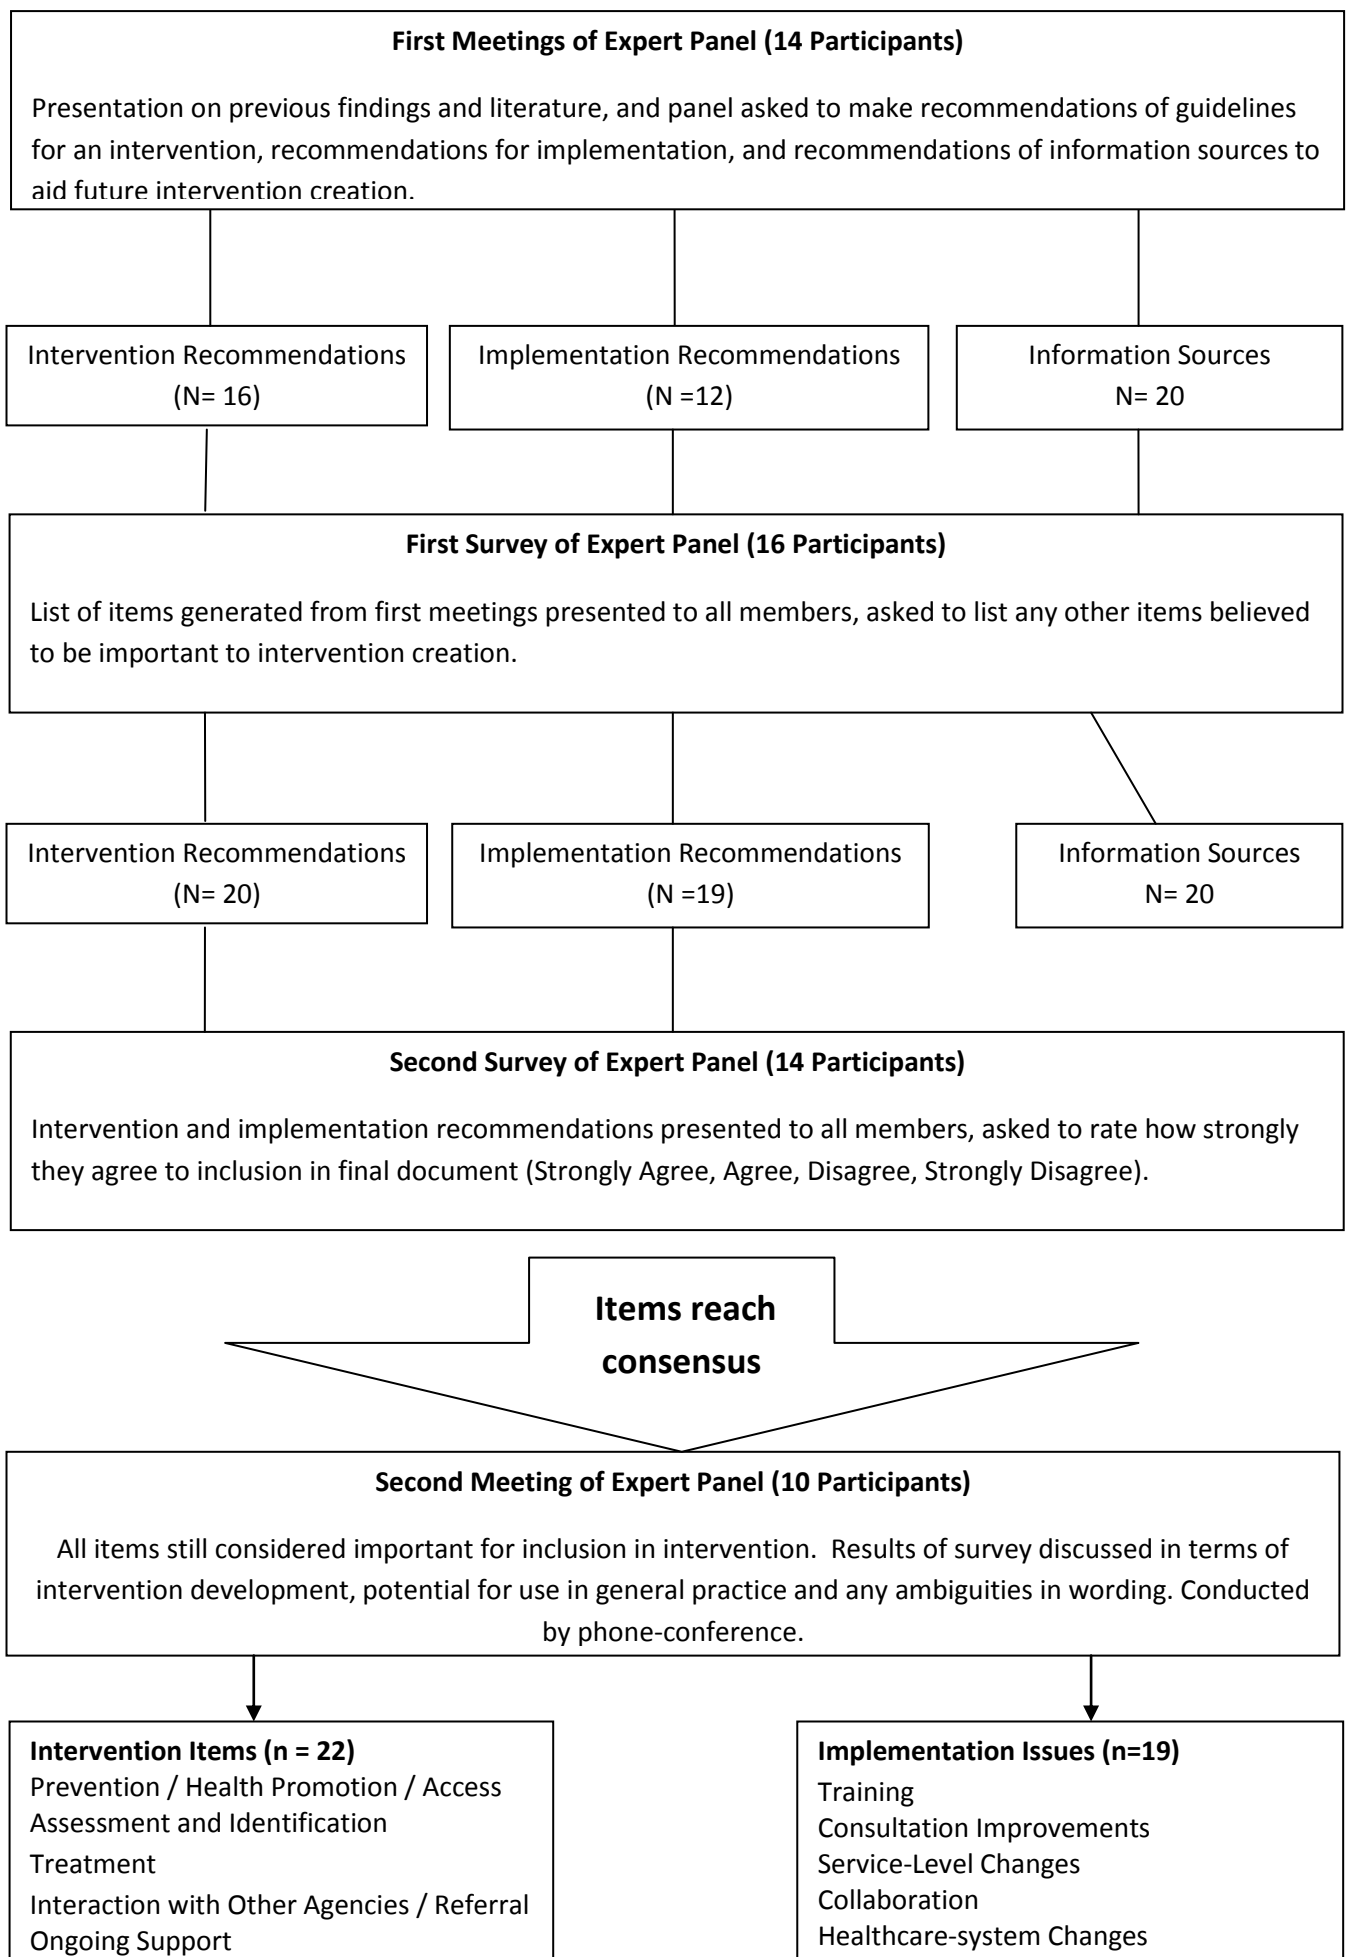 First Meetings of Expert Panel (14 Participants)
Presentation on previous findings and literature, and panel asked to make recommendations of guidelines
for an intervention, recommendations for implementation, and recommendations of information sources to
aid future intervention creation.
Intervention Recommendations
(N= 16)
Implementation Recommendations
(N =12)
Information Sources
N= 20
First Survey of Expert Panel (16 Participants)
List of items generated from first meetings presented to all members, asked to list any other items believed
to be important to intervention creation.
Intervention Recommendations
(N= 20)
Implementation Recommendations
(N =19)
Information Sources
N= 20
Second Survey of Expert Panel (14 Participants)
Intervention and implementation recommendations presented to all members, asked to rate how strongly
they agree to inclusion in final document (Strongly Agree, Agree, Disagree, Strongly Disagree).
Items reach
consensus
Second Meeting of Expert Panel (10 Participants)
All items still considered important for inclusion in intervention.  Results of survey discussed in terms of
intervention development, potential for use in general practice and any ambiguities in wording. Conducted
by phone-conference.
Intervention Items (n = 22)
Prevention / Health Promotion / Access
Assessment and Identification
Treatment
Interaction with Other Agencies / Referral
Ongoing Support
Implementation Issues (n=19)
Training
Consultation Improvements
Service-Level Changes
Collaboration
Healthcare-system Changes